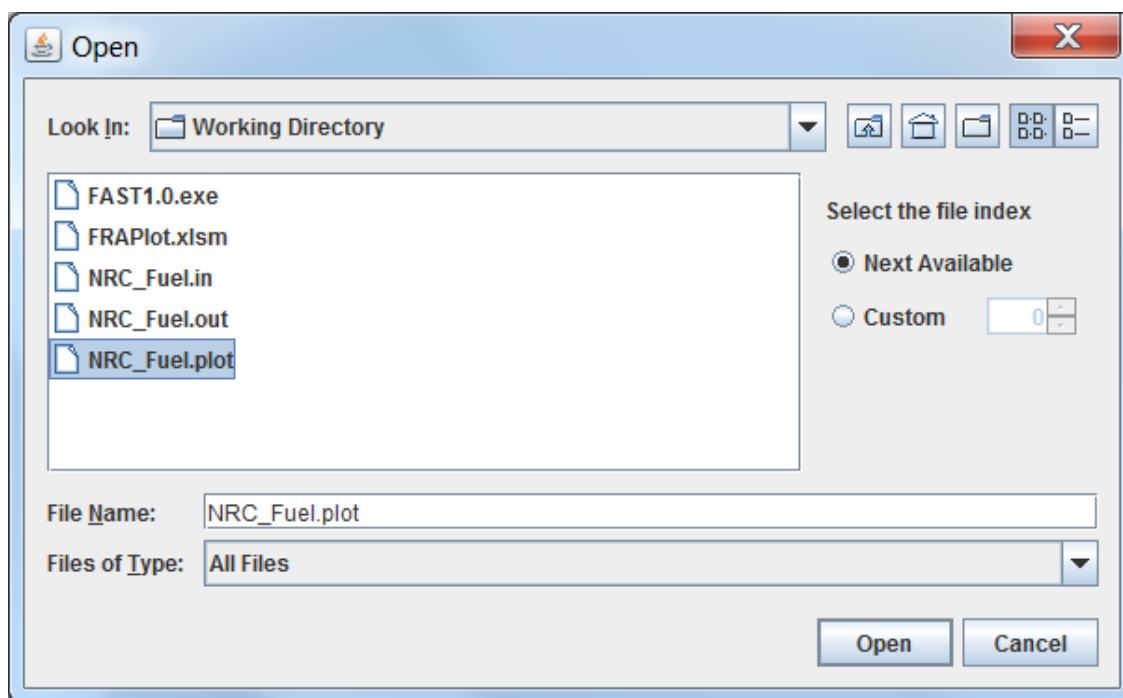 Open
Look In: Working Directory
FAST1.0.exe
FRAPlot.xlsm
NRC_Fuel.in
NRC_Fuel.out
NRC_Fuel.plot
Select the file index
Next Available
Custom 0
File Name: NRC_Fuel.plot
Files of Type: All Files
Open Cancel